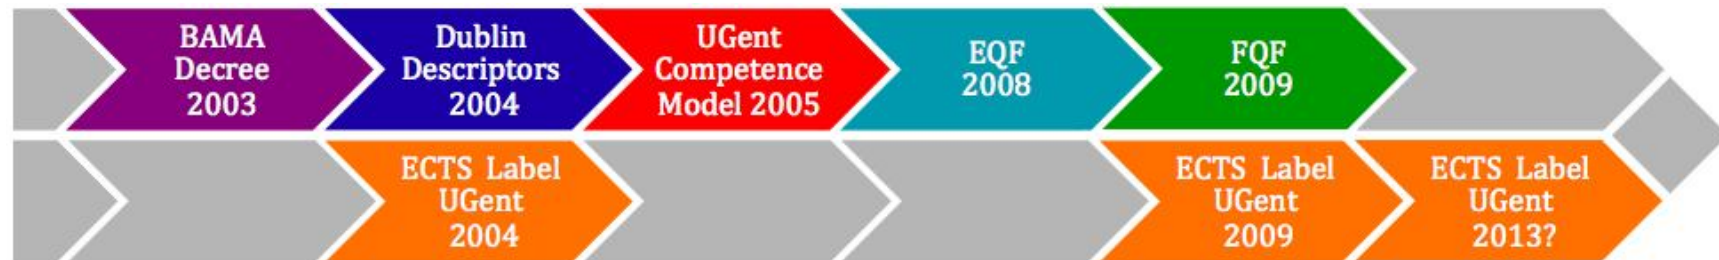 BAMA
Decree
2003
Dublin
Descriptors
2004
UGent
Competence
Model 2005
EQF
2008
FQF
2009
ECTS Label
UGent
2004
ECTS Label
UGent
2009
ECTS Label
UGent
2013?